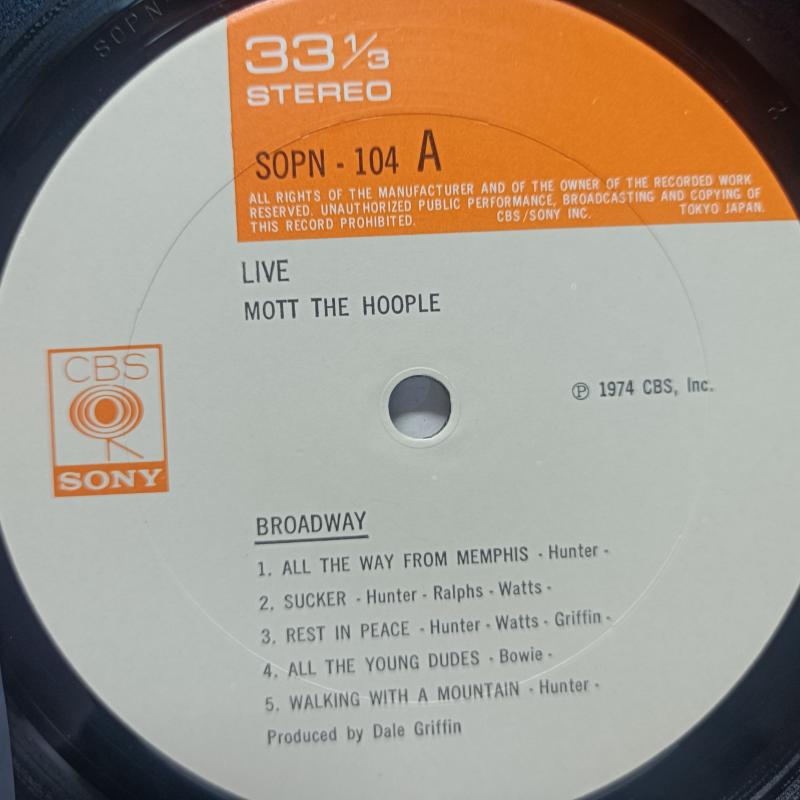 SOPN
33 1/3
STEREO
SOPN - 104 A
ALL RIGHTS OF THE MANUFACTURER AND OF THE OWNER OF THE RECORDED WORK
RESERVED. UNAUTHORIZED PUBLIC PERFORMANCE, BROADCASTING AND COPYING OF
THIS RECORD PROHIBITED. CBS/SONY INC. TOKYO JAPAN.
LIVE
MOTT THE HOOPLE
CBS
SONY
℗ 1974 CBS, Inc.
BROADWAY
1. ALL THE WAY FROM MEMPHIS - Hunter -
2. SUCKER - Hunter - Ralphs - Watts -
3. REST IN PEACE - Hunter - Watts - Griffin -
4. ALL THE YOUNG DUDES - Bowie -
5. WALKING WITH A MOUNTAIN - Hunter -
Produced by Dale Griffin